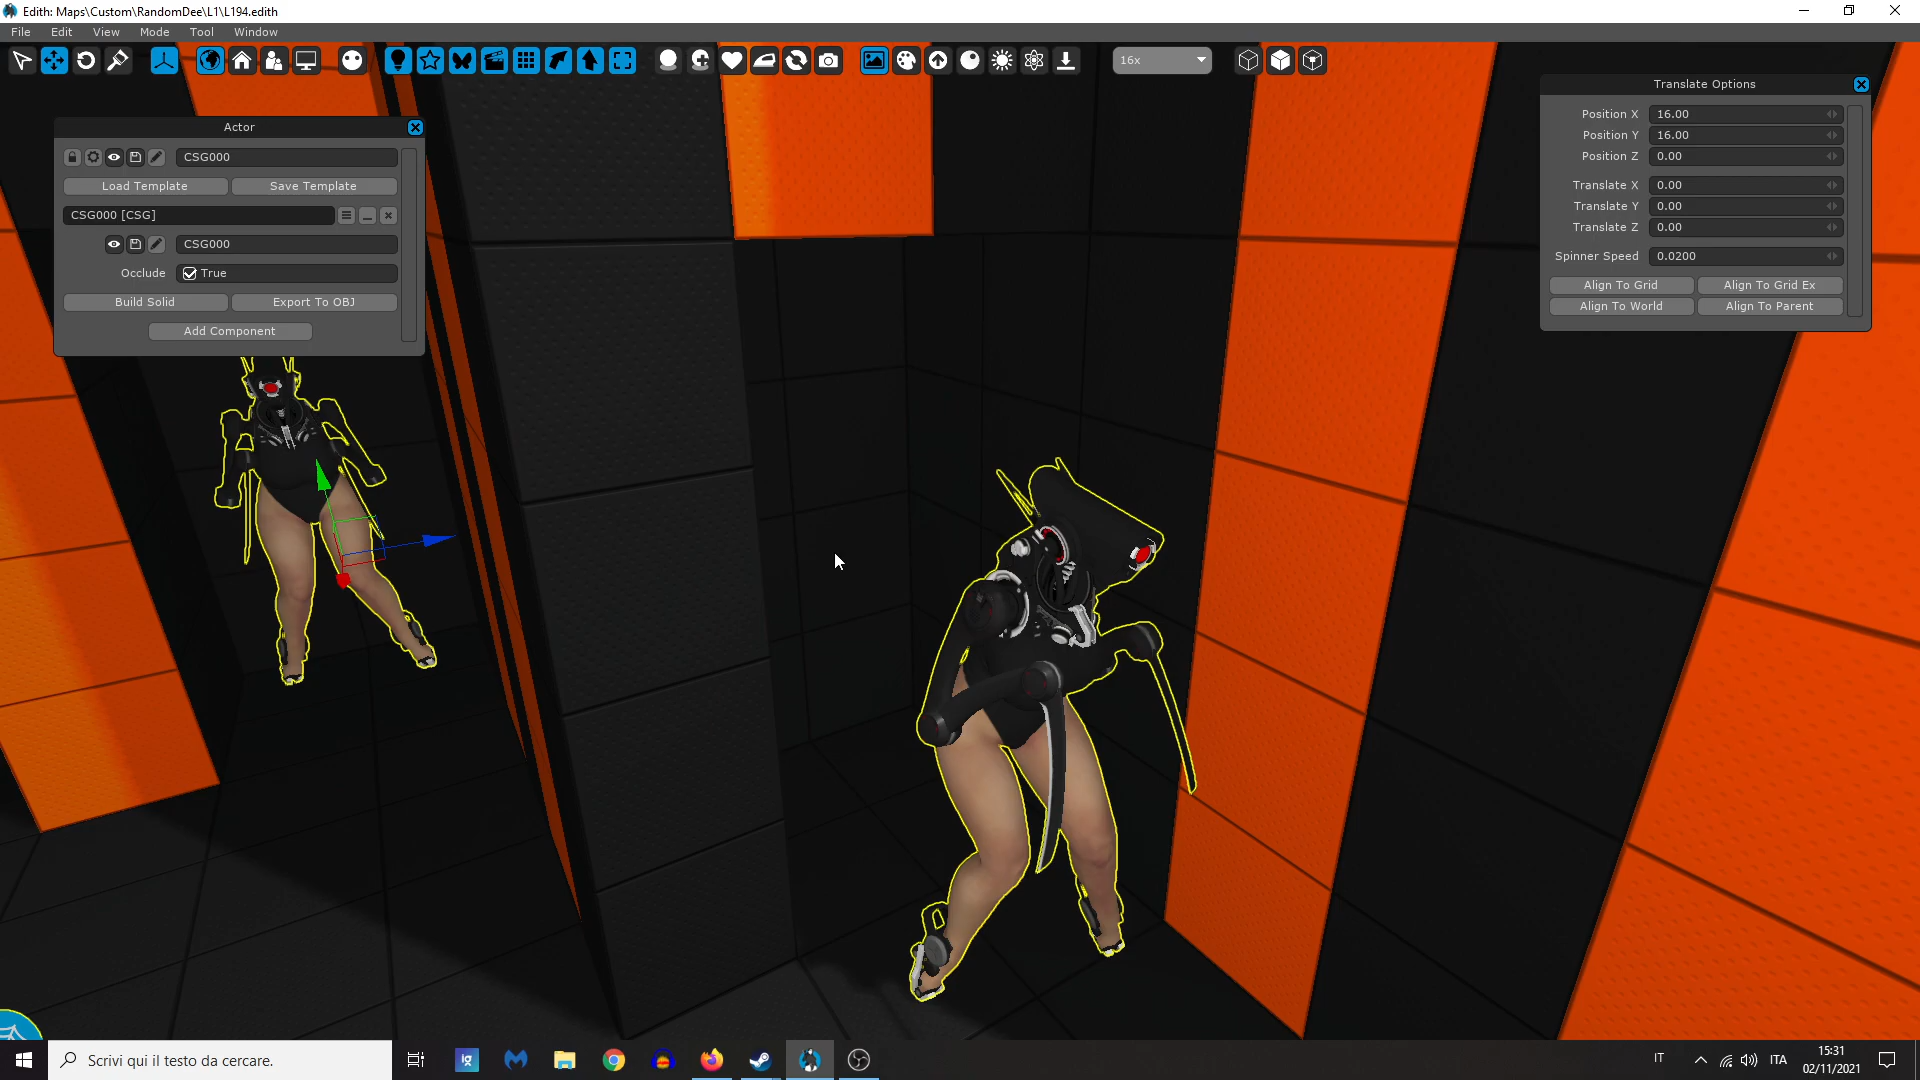 Edith: Maps\Custom\RandomDee\L1\L194.edith
File Edit View Mode Tool Window
16x
Actor
CSG000
Load Template Save Template
CSG000 [CSG]
CSG000
Occlude True
Build Solid Export To OBJ
Add Component
Translate Options
Position X 16.00
Position Y 16.00
Position Z 0.00
Translate X 0.00
Translate Y 0.00
Translate Z 0.00
Spinner Speed 0.0200
Align To Grid Align To Grid Ex
Align To World Align To Parent
Scrivi qui il testo da cercare.
IT
ITA
15:31
02/11/2021